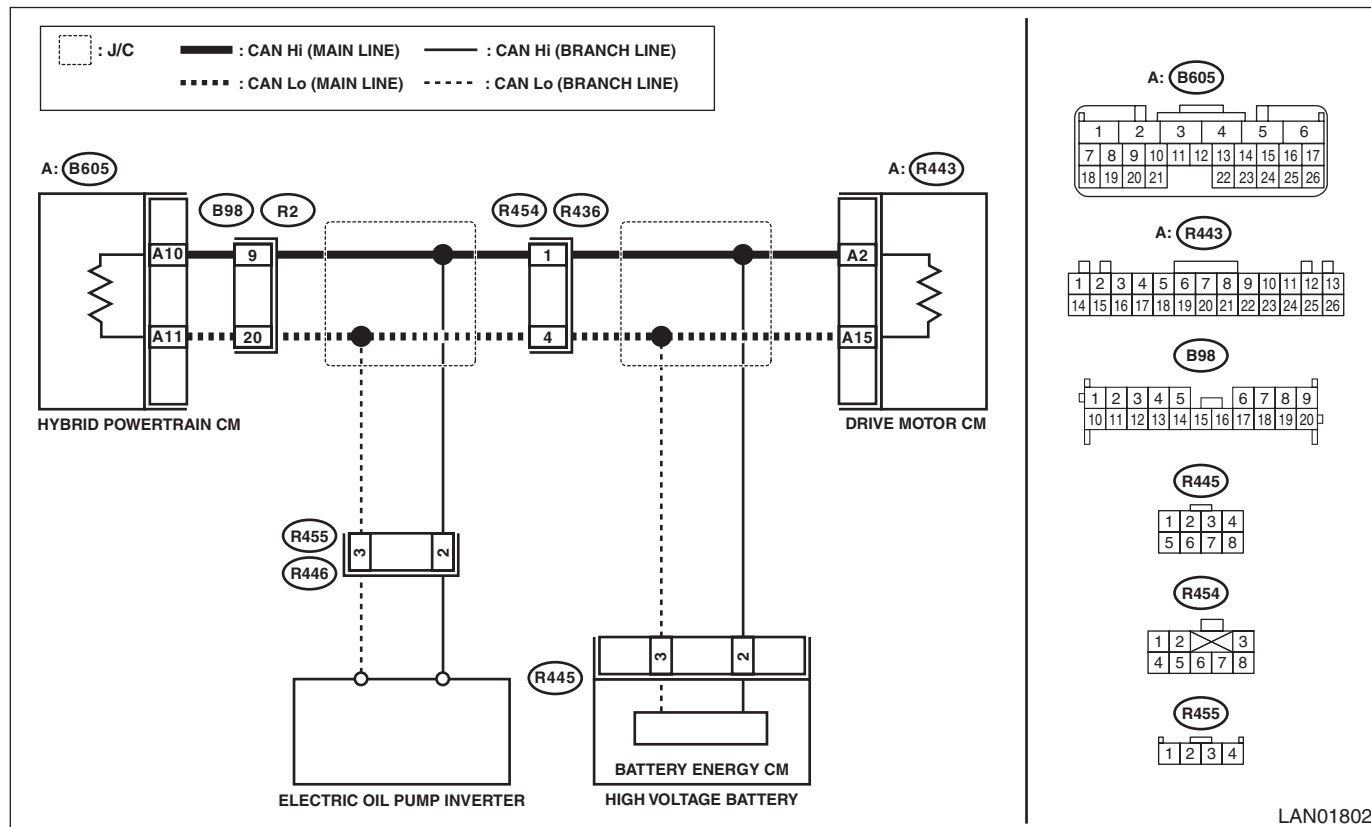 : J/C
: CAN Hi (MAIN LINE)
: CAN Hi (BRANCH LINE)
: CAN Lo (MAIN LINE)
: CAN Lo (BRANCH LINE)
A: B605
B98
R2
R454
R436
A: R443
A10
9
1
A2
A11
20
4
A15
HYBRID POWERTRAIN CM
DRIVE MOTOR CM
R455
R446
3
2
R445
3
2
BATTERY ENERGY CM
ELECTRIC OIL PUMP INVERTER
HIGH VOLTAGE BATTERY
A: B605
1 2 3 4 5 6
7 8 9 10 11 12 13 14 15 16 17
18 19 20 21 22 23 24 25 26
A: R443
1 2 3 4 5 6 7 8 9 10 11 12 13
14 15 16 17 18 19 20 21 22 23 24 25 26
B98
1 2 3 4 5 6 7 8 9
10 11 12 13 14 15 16 17 18 19 20
R445
1 2 3 4
5 6 7 8
R454
1 2 3
4 5 6 7 8
R455
1 2 3 4
LAN01802